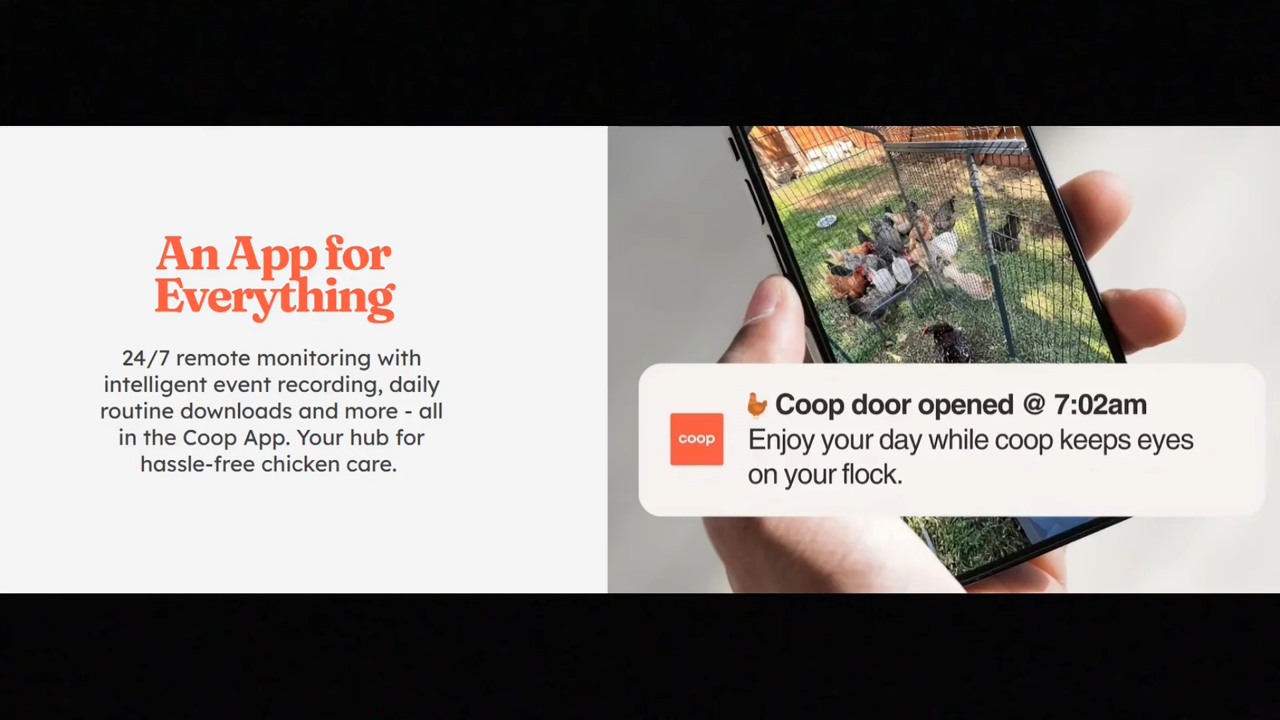 An App for
Everything
24/7 remote monitoring with
intelligent event recording, daily
routine downloads and more - all
in the Coop App. Your hub for
hassle-free chicken care.
coop
🐓 Coop door opened @ 7:02am
Enjoy your day while coop keeps eyes
on your flock.